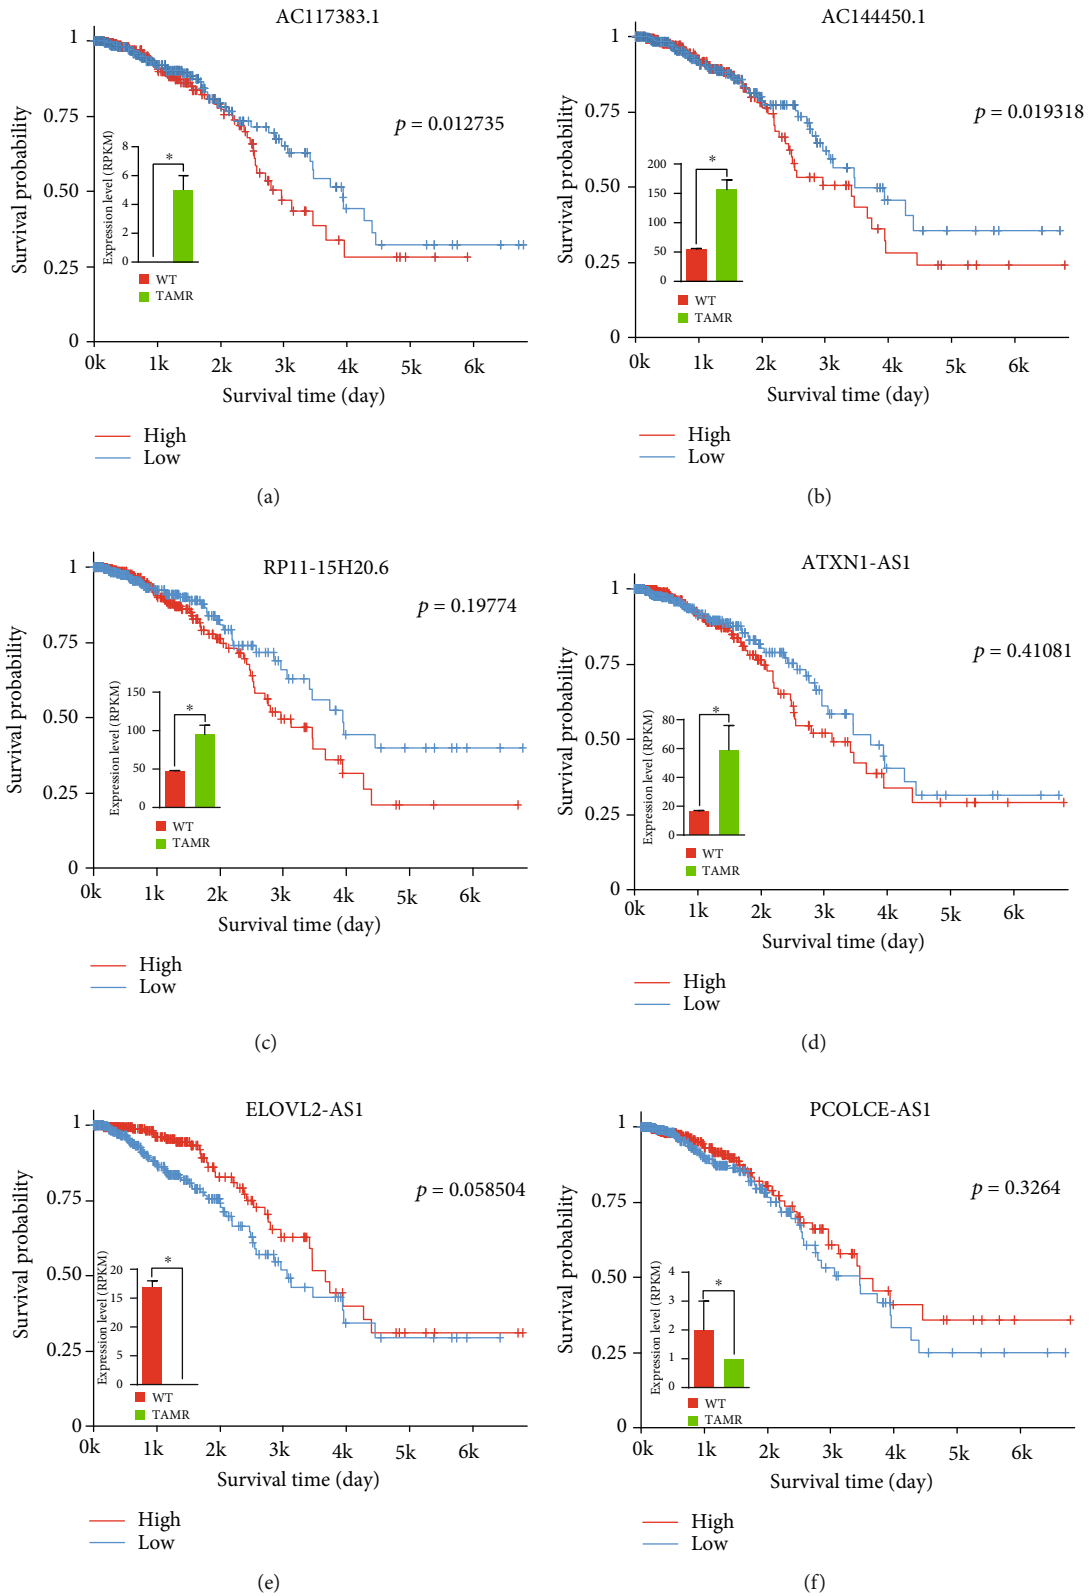 AC117383.1
Survival probability
1
0.75
0.50
0.25
0
p = 0.012735
Expression level (RPKM)
8
6
4
2
0
*
WT
TAMR
0k 1k 2k 3k 4k 5k 6k
Survival time (day)
High
Low
(a)
AC144450.1
Survival probability
1
0.75
0.50
0.25
0
p = 0.019318
200
150
100
50
0
*
WT
TAMR
0k 1k 2k 3k 4k 5k 6k
Survival time (day)
High
Low
(b)
RP11-15H20.6
Survival probability
1
0.75
0.50
0.25
0
p = 0.19774
Expression level (RPKM)
150
100
50
0
*
WT
TAMR
0k 1k 2k 3k 4k 5k 6k
Survival time (day)
High
Low
(c)
ATXN1-AS1
Survival probability
1
0.75
0.50
0.25
0
p = 0.41081
Expression level (RPKM)
80
60
40
20
0
*
WT
TAMR
0K 1k 2k 3k 4k 5k 6k
Survival time (day)
High
Low
(d)
ELOVL2-AS1
Survival probability
1
0.75
0.50
0.25
0
p = 0.058504
Expression level (RPKM)
20
15
20
5
0
*
WT
TAMR
0k 1k 2k 3k 4k 5k 6k
Survival time (day)
High
Low
(e)
PCOLCE-AS1
Survival probability
1
0.75
0.50
0.25
0
p = 0.3264
Expression level (RPKM)
4
3
2
1
0
*
WT
TAMR
0k 1k 2k 3k 4k 5k 6k
Survival time (day)
High
Low
(f)